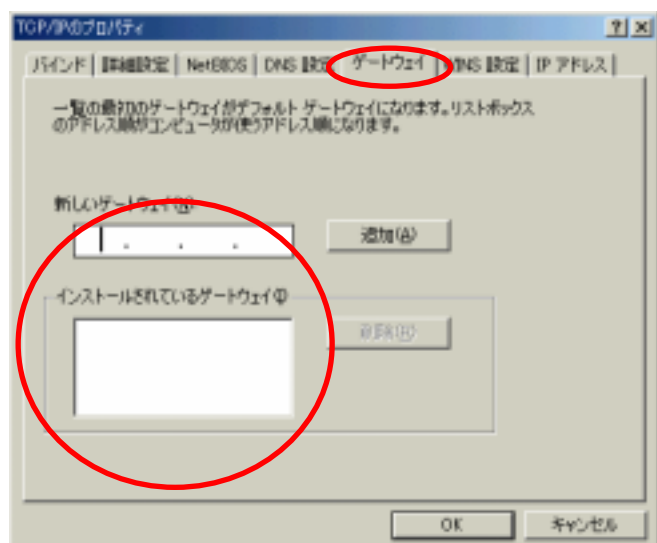 TCP/IPのプロパティ
バインド 詳細設定 NetBIOS DNS 設定 ゲートウェイ WINS 設定 IP アドレス
一覧の最初のゲートウェイがデフォルト ゲートウェイになります。リストボックス
のアドレス順がコンピュータが使うアドレス順になります。
新しいゲートウェイ(N)
. . .
追加(A)
インストールされているゲートウェイ(I)
削除(R)
OK キャンセル